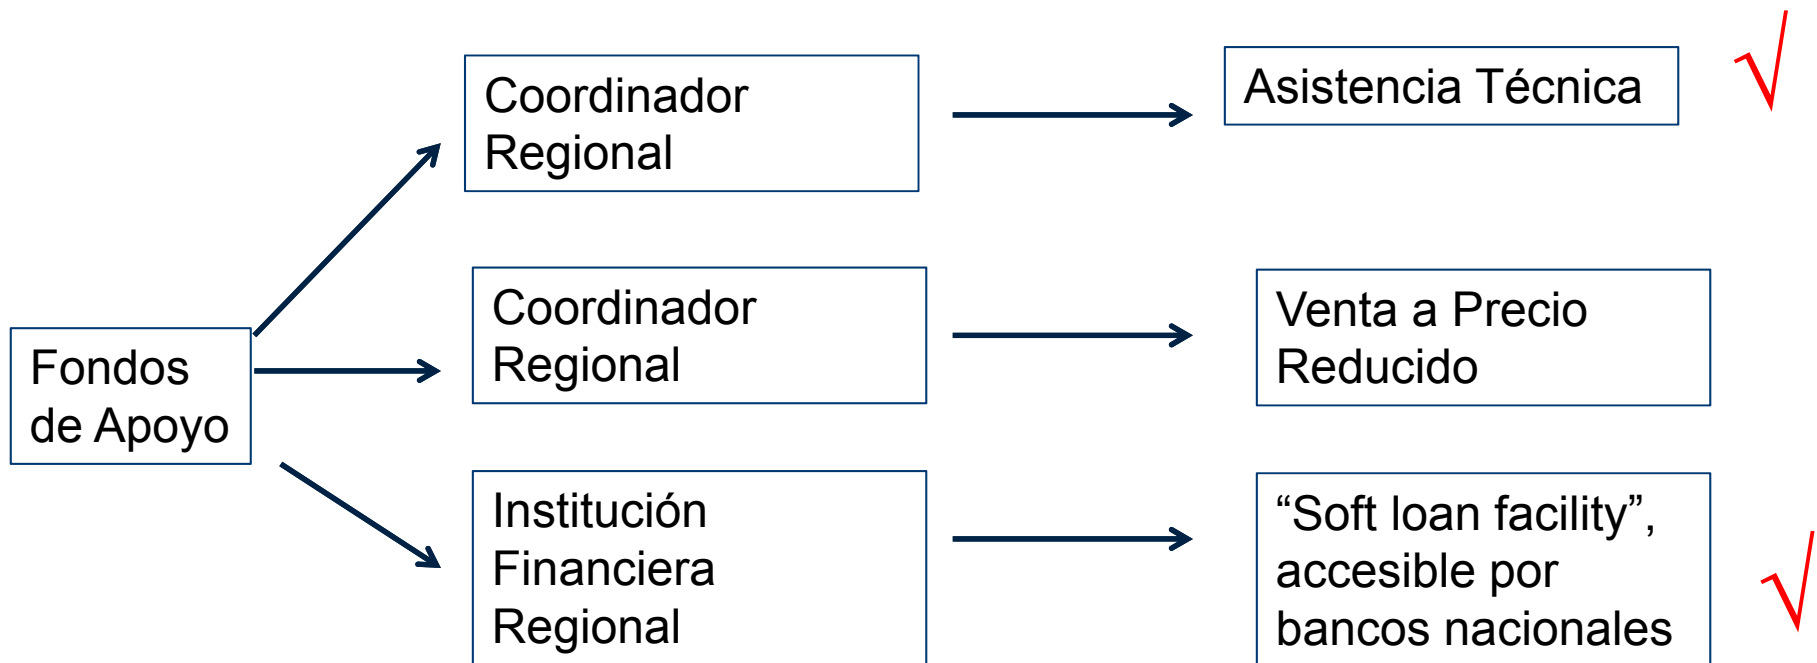 Fondos
de Apoyo
Coordinador
Regional
Asistencia Técnica
√
Coordinador
Regional
Venta a Precio
Reducido
Institución
Financiera
Regional
“Soft loan facility”,
accesible por
bancos nacionales
√